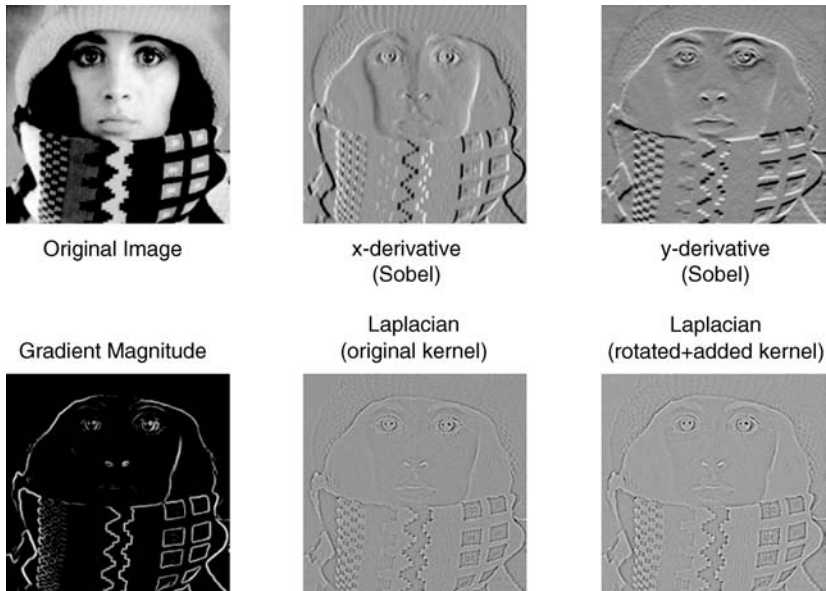 Original Image
x-derivative
(Sobel)
y-derivative
(Sobel)
Gradient Magnitude
Laplacian
(original kernel)
Laplacian
(rotated+added kernel)